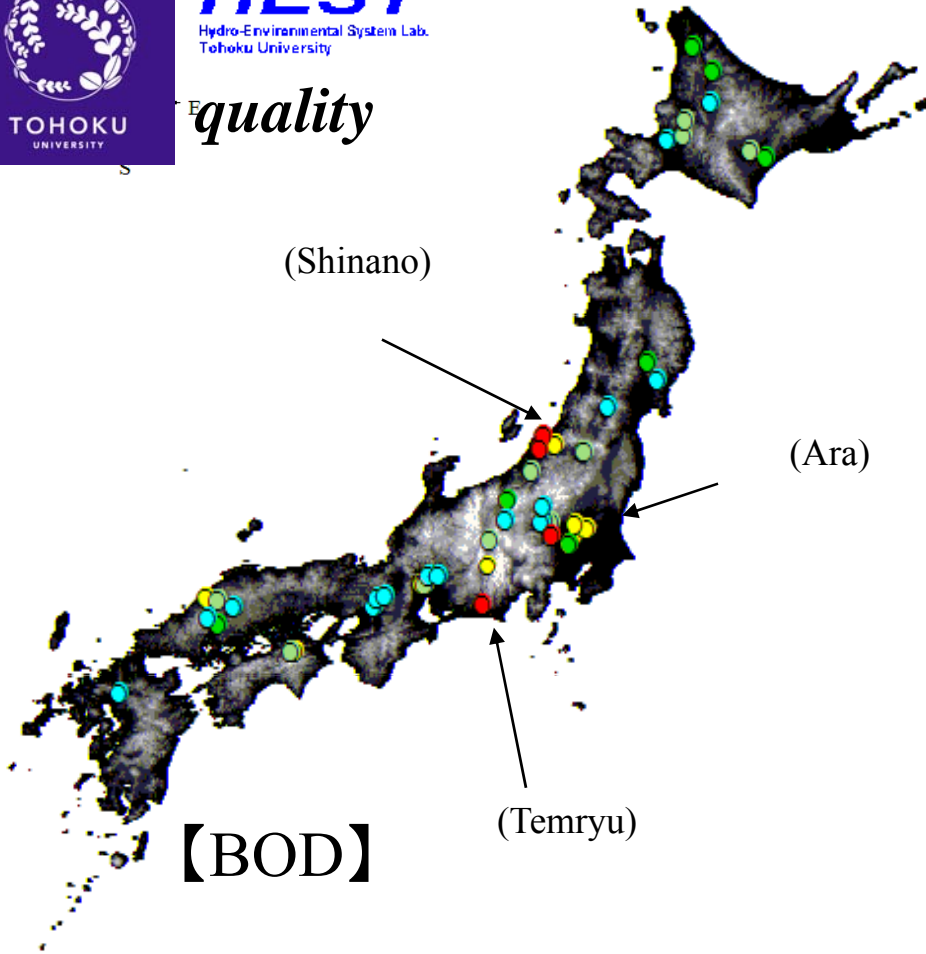 Hydro-Environmental System Lab.
Tohoku University
TOHOKU
UNIVERSITY
E
quality
S
(Shinano)
(Ara)
(Temryu)
【BOD】